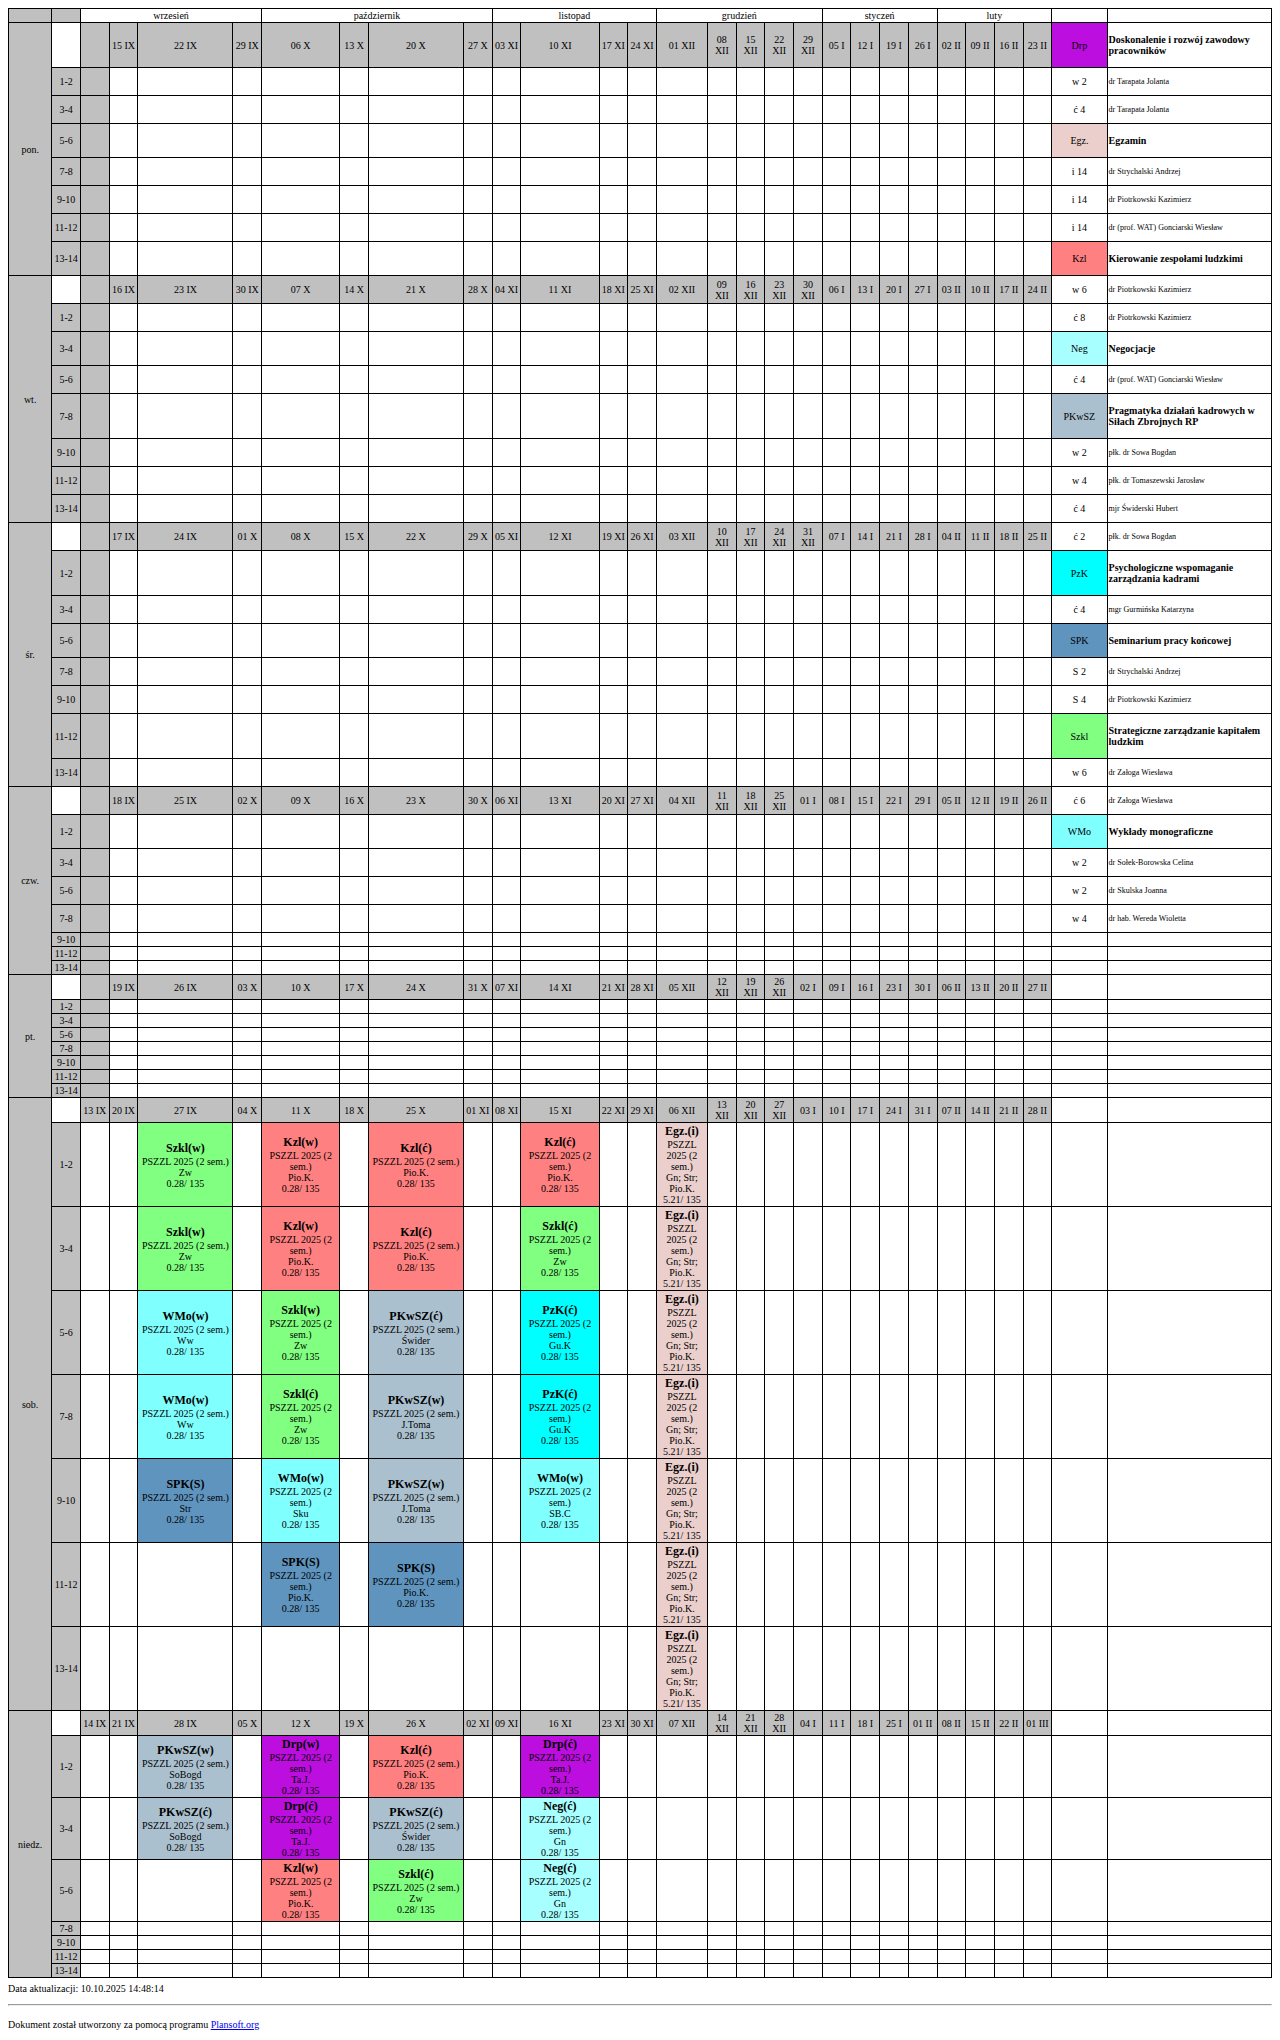 wrzesień październik listopad grudzień styczeń luty
pon.
15 IX 22 IX 29 IX 06 X 13 X 20 X 27 X 03 XI 10 XI 17 XI 24 XI 01 XII 08 XII 15 XII 22 XII 29 XII 05 I 12 I 19 I 26 I 02 II 09 II 16 II 23 II Drp Doskonalenie i rozwój zawodowy pracowników
1-2 w 2 dr Tarapata Jolanta
3-4 ć 4 dr Tarapata Jolanta
5-6 Egz. Egzamin
7-8 i 14 dr Strychalski Andrzej
9-10 i 14 dr Piotrkowski Kazimierz
11-12 i 14 dr (prof. WAT) Gonciarski Wiesław
13-14 Kzl Kierowanie zespołami ludzkimi
wt.
16 IX 23 IX 30 IX 07 X 14 X 21 X 28 X 04 XI 11 XI 18 XI 25 XI 02 XII 09 XII 16 XII 23 XII 30 XII 06 I 13 I 20 I 27 I 03 II 10 II 17 II 24 II w 6 dr Piotrkowski Kazimierz
1-2 ć 8 dr Piotrkowski Kazimierz
3-4 Neg Negocjacje
5-6 ć 4 dr (prof. WAT) Gonciarski Wiesław
7-8 PKwSZ Pragmatyka działań kadrowych w Siłach Zbrojnych RP
9-10 w 2 płk. dr Sowa Bogdan
11-12 w 4 płk. dr Tomaszewski Jarosław
13-14 ć 4 mjr Świderski Hubert
śr.
17 IX 24 IX 01 X 08 X 15 X 22 X 29 X 05 XI 12 XI 19 XI 26 XI 03 XII 10 XII 17 XII 24 XII 31 XII 07 I 14 I 21 I 28 I 04 II 11 II 18 II 25 II ć 2 płk. dr Sowa Bogdan
1-2 PzK Psychologiczne wspomaganie zarządzania kadrami
3-4 ć 4 mgr Gurmińska Katarzyna
5-6 SPK Seminarium pracy końcowej
7-8 S 2 dr Strychalski Andrzej
9-10 S 4 dr Piotrkowski Kazimierz
11-12 Szkl Strategiczne zarządzanie kapitałem ludzkim
13-14 w 6 dr Załoga Wiesława
czw.
18 IX 25 IX 02 X 09 X 16 X 23 X 30 X 06 XI 13 XI 20 XI 27 XI 04 XII 11 XII 18 XII 25 XII 01 I 08 I 15 I 22 I 29 I 05 II 12 II 19 II 26 II ć 6 dr Załoga Wiesława
1-2 WMo Wykłady monograficzne
3-4 w 2 dr Sołek-Borowska Celina
5-6 w 2 dr Skulska Joanna
7-8 w 4 dr hab. Wereda Wioletta
9-10
11-12
13-14
pt.
19 IX 26 IX 03 X 10 X 17 X 24 X 31 X 07 XI 14 XI 21 XI 28 XI 05 XII 12 XII 19 XII 26 XII 02 I 09 I 16 I 23 I 30 I 06 II 13 II 20 II 27 II
1-2
3-4
5-6
7-8
9-10
11-12
13-14
sob.
13 IX 20 IX 27 IX 04 X 11 X 18 X 25 X 01 XI 08 XI 15 XI 22 XI 29 XI 06 XII 13 XII 20 XII 27 XII 03 I 10 I 17 I 24 I 31 I 07 II 14 II 21 II 28 II
1-2 Szkl(w) PSZZL 2025 (2 sem.) Zw 0.28/ 135 Kzl(w) PSZZL 2025 (2 sem.) Pio.K. 0.28/ 135 Kzl(ć) PSZZL 2025 (2 sem.) Pio.K. 0.28/ 135 Kzl(ć) PSZZL 2025 (2 sem.) Pio.K. 0.28/ 135 Egz.(i) PSZZL 2025 (2 sem.) Gn; Str; Pio.K. 5.21/ 135
3-4 Szkl(w) PSZZL 2025 (2 sem.) Zw 0.28/ 135 Kzl(w) PSZZL 2025 (2 sem.) Pio.K. 0.28/ 135 Kzl(ć) PSZZL 2025 (2 sem.) Pio.K. 0.28/ 135 Szkl(ć) PSZZL 2025 (2 sem.) Zw 0.28/ 135 Egz.(i) PSZZL 2025 (2 sem.) Gn; Str; Pio.K. 5.21/ 135
5-6 WMo(w) PSZZL 2025 (2 sem.) Ww 0.28/ 135 Szkl(w) PSZZL 2025 (2 sem.) Zw 0.28/ 135 PKwSZ(ć) PSZZL 2025 (2 sem.) Świder 0.28/ 135 PzK(ć) PSZZL 2025 (2 sem.) Gu.K 0.28/ 135 Egz.(i) PSZZL 2025 (2 sem.) Gn; Str; Pio.K. 5.21/ 135
7-8 WMo(w) PSZZL 2025 (2 sem.) Ww 0.28/ 135 Szkl(ć) PSZZL 2025 (2 sem.) Zw 0.28/ 135 PKwSZ(w) PSZZL 2025 (2 sem.) J.Toma 0.28/ 135 PzK(ć) PSZZL 2025 (2 sem.) Gu.K 0.28/ 135 Egz.(i) PSZZL 2025 (2 sem.) Gn; Str; Pio.K. 5.21/ 135
9-10 SPK(S) PSZZL 2025 (2 sem.) Str 0.28/ 135 WMo(w) PSZZL 2025 (2 sem.) Sku 0.28/ 135 PKwSZ(w) PSZZL 2025 (2 sem.) J.Toma 0.28/ 135 WMo(w) PSZZL 2025 (2 sem.) SB.C 0.28/ 135 Egz.(i) PSZZL 2025 (2 sem.) Gn; Str; Pio.K. 5.21/ 135
11-12 SPK(S) PSZZL 2025 (2 sem.) Pio.K. 0.28/ 135 SPK(S) PSZZL 2025 (2 sem.) Pio.K. 0.28/ 135 Egz.(i) PSZZL 2025 (2 sem.) Gn; Str; Pio.K. 5.21/ 135
13-14 Egz.(i) PSZZL 2025 (2 sem.) Gn; Str; Pio.K. 5.21/ 135
niedz.
14 IX 21 IX 28 IX 05 X 12 X 19 X 26 X 02 XI 09 XI 16 XI 23 XI 30 XI 07 XII 14 XII 21 XII 28 XII 04 I 11 I 18 I 25 I 01 II 08 II 15 II 22 II 01 III
1-2 PKwSZ(w) PSZZL 2025 (2 sem.) SoBogd 0.28/ 135 Drp(w) PSZZL 2025 (2 sem.) Ta.J. 0.28/ 135 Kzl(ć) PSZZL 2025 (2 sem.) Pio.K. 0.28/ 135 Drp(ć) PSZZL 2025 (2 sem.) Ta.J. 0.28/ 135
3-4 PKwSZ(ć) PSZZL 2025 (2 sem.) SoBogd 0.28/ 135 Drp(ć) PSZZL 2025 (2 sem.) Ta.J. 0.28/ 135 PKwSZ(ć) PSZZL 2025 (2 sem.) Świder 0.28/ 135 Neg(ć) PSZZL 2025 (2 sem.) Gn 0.28/ 135
5-6 Kzl(w) PSZZL 2025 (2 sem.) Pio.K. 0.28/ 135 Szkl(ć) PSZZL 2025 (2 sem.) Zw 0.28/ 135 Neg(ć) PSZZL 2025 (2 sem.) Gn 0.28/ 135
7-8
9-10
11-12
13-14
Data aktualizacji: 10.10.2025 14:48:14
Dokument został utworzony za pomocą programu Plansoft.org